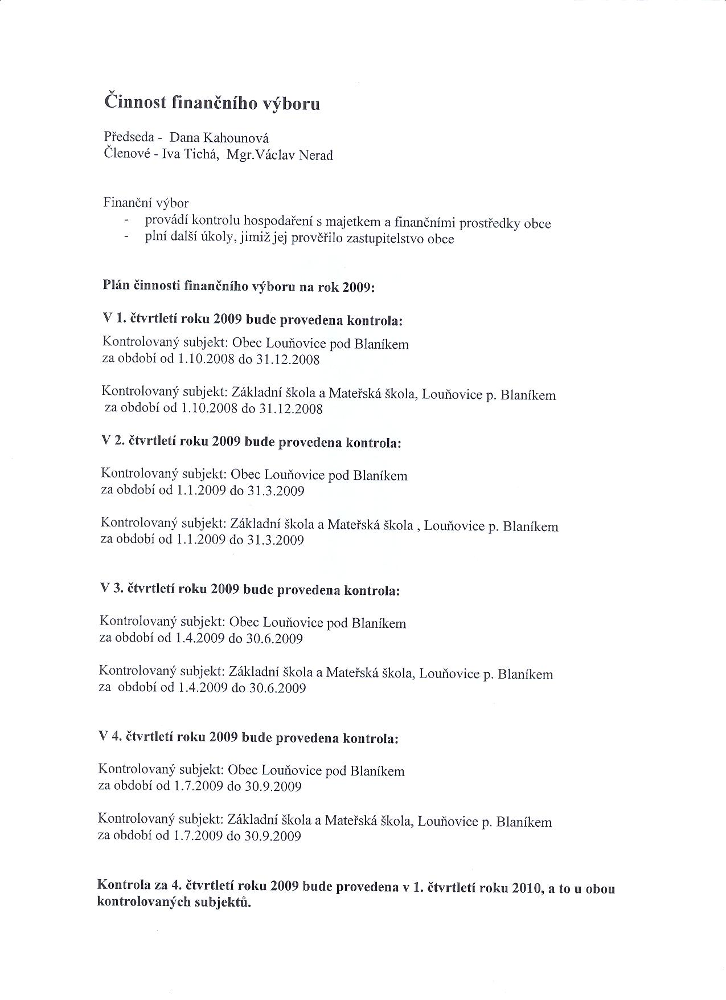 Činnost finančního výboru
Předseda - Dana Kahounová
Členové - Iva Tichá, Mgr.Václav Nerad
Finanční výbor
- provádí kontrolu hospodaření s majetkem a finančními prostředky obce
- plní další úkoly, jimiž jej prověřilo zastupitelstvo obce
Plán činnosti finančního výboru na rok 2009:
V 1. čtvrtletí roku 2009 bude provedena kontrola:
Kontrolovaný subjekt: Obec Louňovice pod Blaníkem
za období od 1.10.2008 do 31.12.2008
Kontrolovaný subjekt: Základní škola a Mateřská škola, Louňovice p. Blaníkem
za období od 1.10.2008 do 31.12.2008
V 2. čtvrtletí roku 2009 bude provedena kontrola:
Kontrolovaný subjekt: Obec Louňovice pod Blaníkem
za období od 1.1.2009 do 31.3.2009
Kontrolovaný subjekt: Základní škola a Mateřská škola , Louňovice p. Blaníkem
za období od 1.1.2009 do 31.3.2009
V 3. čtvrtletí roku 2009 bude provedena kontrola:
Kontrolovaný subjekt: Obec Louňovice pod Blaníkem
za období od 1.4.2009 do 30.6.2009
Kontrolovaný subjekt: Základní škola a Mateřská škola, Louňovice p. Blaníkem
za období od 1.4.2009 do 30.6.2009
V 4. čtvrtletí roku 2009 bude provedena kontrola:
Kontrolovaný subjekt: Obec Louňovice pod Blaníkem
za období od 1.7.2009 do 30.9.2009
Kontrolovaný subjekt: Základní škola a Mateřská škola, Louňovice p. Blaníkem
za období od 1.7.2009 do 30.9.2009
Kontrola za 4. čtvrtletí roku 2009 bude provedena v 1. čtvrtletí roku 2010, a to u obou
kontrolovaných subjektů.